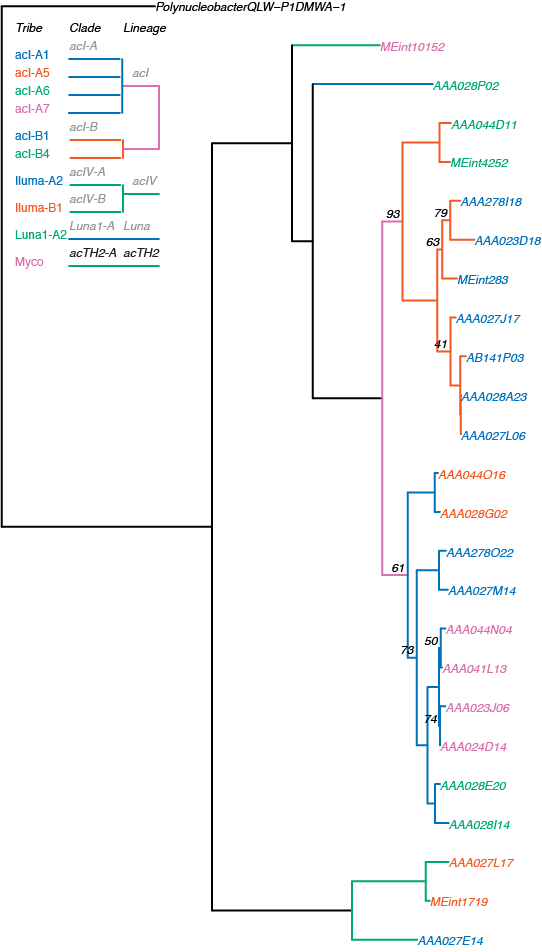 PolynucleobacterQLW–P1DMWA–1
Tribe Clade Lineage
acI-A
acI-A1
acI-A5 acI
acI-A6
acI-A7
acI-B
acI-B1
acI-B4
acIV-A
Iluma-A2 acIV
acIV-B
Iluma-B1
Luna1-A Luna
Luna1-A2
acTH2-A acTH2
Myco
MEint10152
AAA028P02
AAA044D11
MEint4252
AAA278I18
79
93
AAA023D18
63
MEint283
AAA027J17
41
AB141P03
AAA028A23
AAA027L06
AAA044O16
AAA028G02
AAA278O22
61
AAA027M14
AAA044N04
50
73
AAA041L13
AAA023J06
74
AAA024D14
AAA028E20
AAA028I14
AAA027L17
MEint1719
AAA027E14